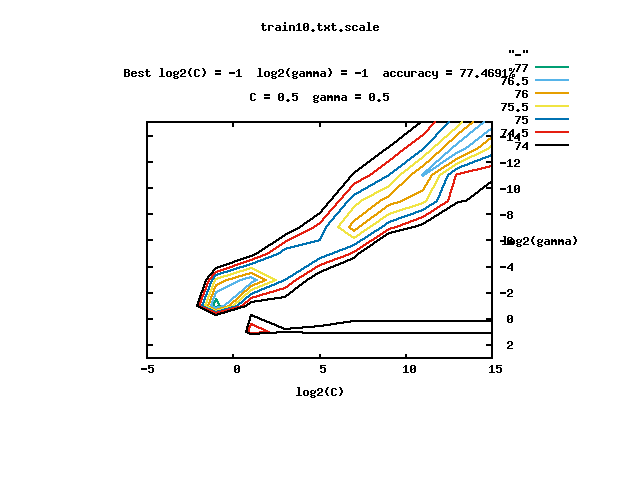 train10.txt.scale
"-"
Best log2(C) = -1 log2(gamma) = -1 accuracy = 77.4691%
77
76.5
C = 0.5 gamma = 0.5
76
75.5
75
74.5
74
-14
-12
-10
-8
-6
log2(gamma)
-4
-2
0
2
-5 0 5 10 15
log2(C)